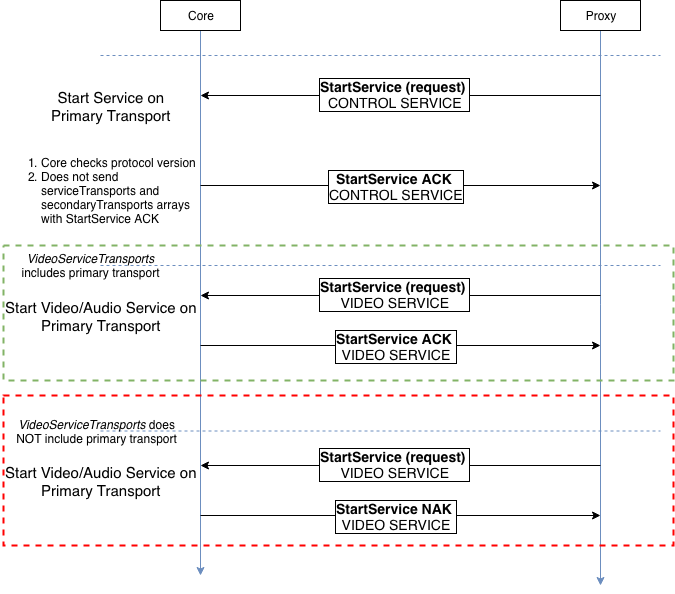 Core
Proxy
Start Service on
Primary Transport
StartService (request)
CONTROL SERVICE
1. Core checks protocol version
2. Does not send
serviceTransports and
secondaryTransports arrays
with StartService ACK
StartService ACK
CONTROL SERVICE
VideoServiceTransports
includes primary transport
Start Video/Audio Service on
Primary Transport
StartService (request)
VIDEO SERVICE
StartService ACK
VIDEO SERVICE
VideoServiceTransports does
NOT include primary transport
Start Video/Audio Service on
Primary Transport
StartService (request)
VIDEO SERVICE
StartService NAK
VIDEO SERVICE